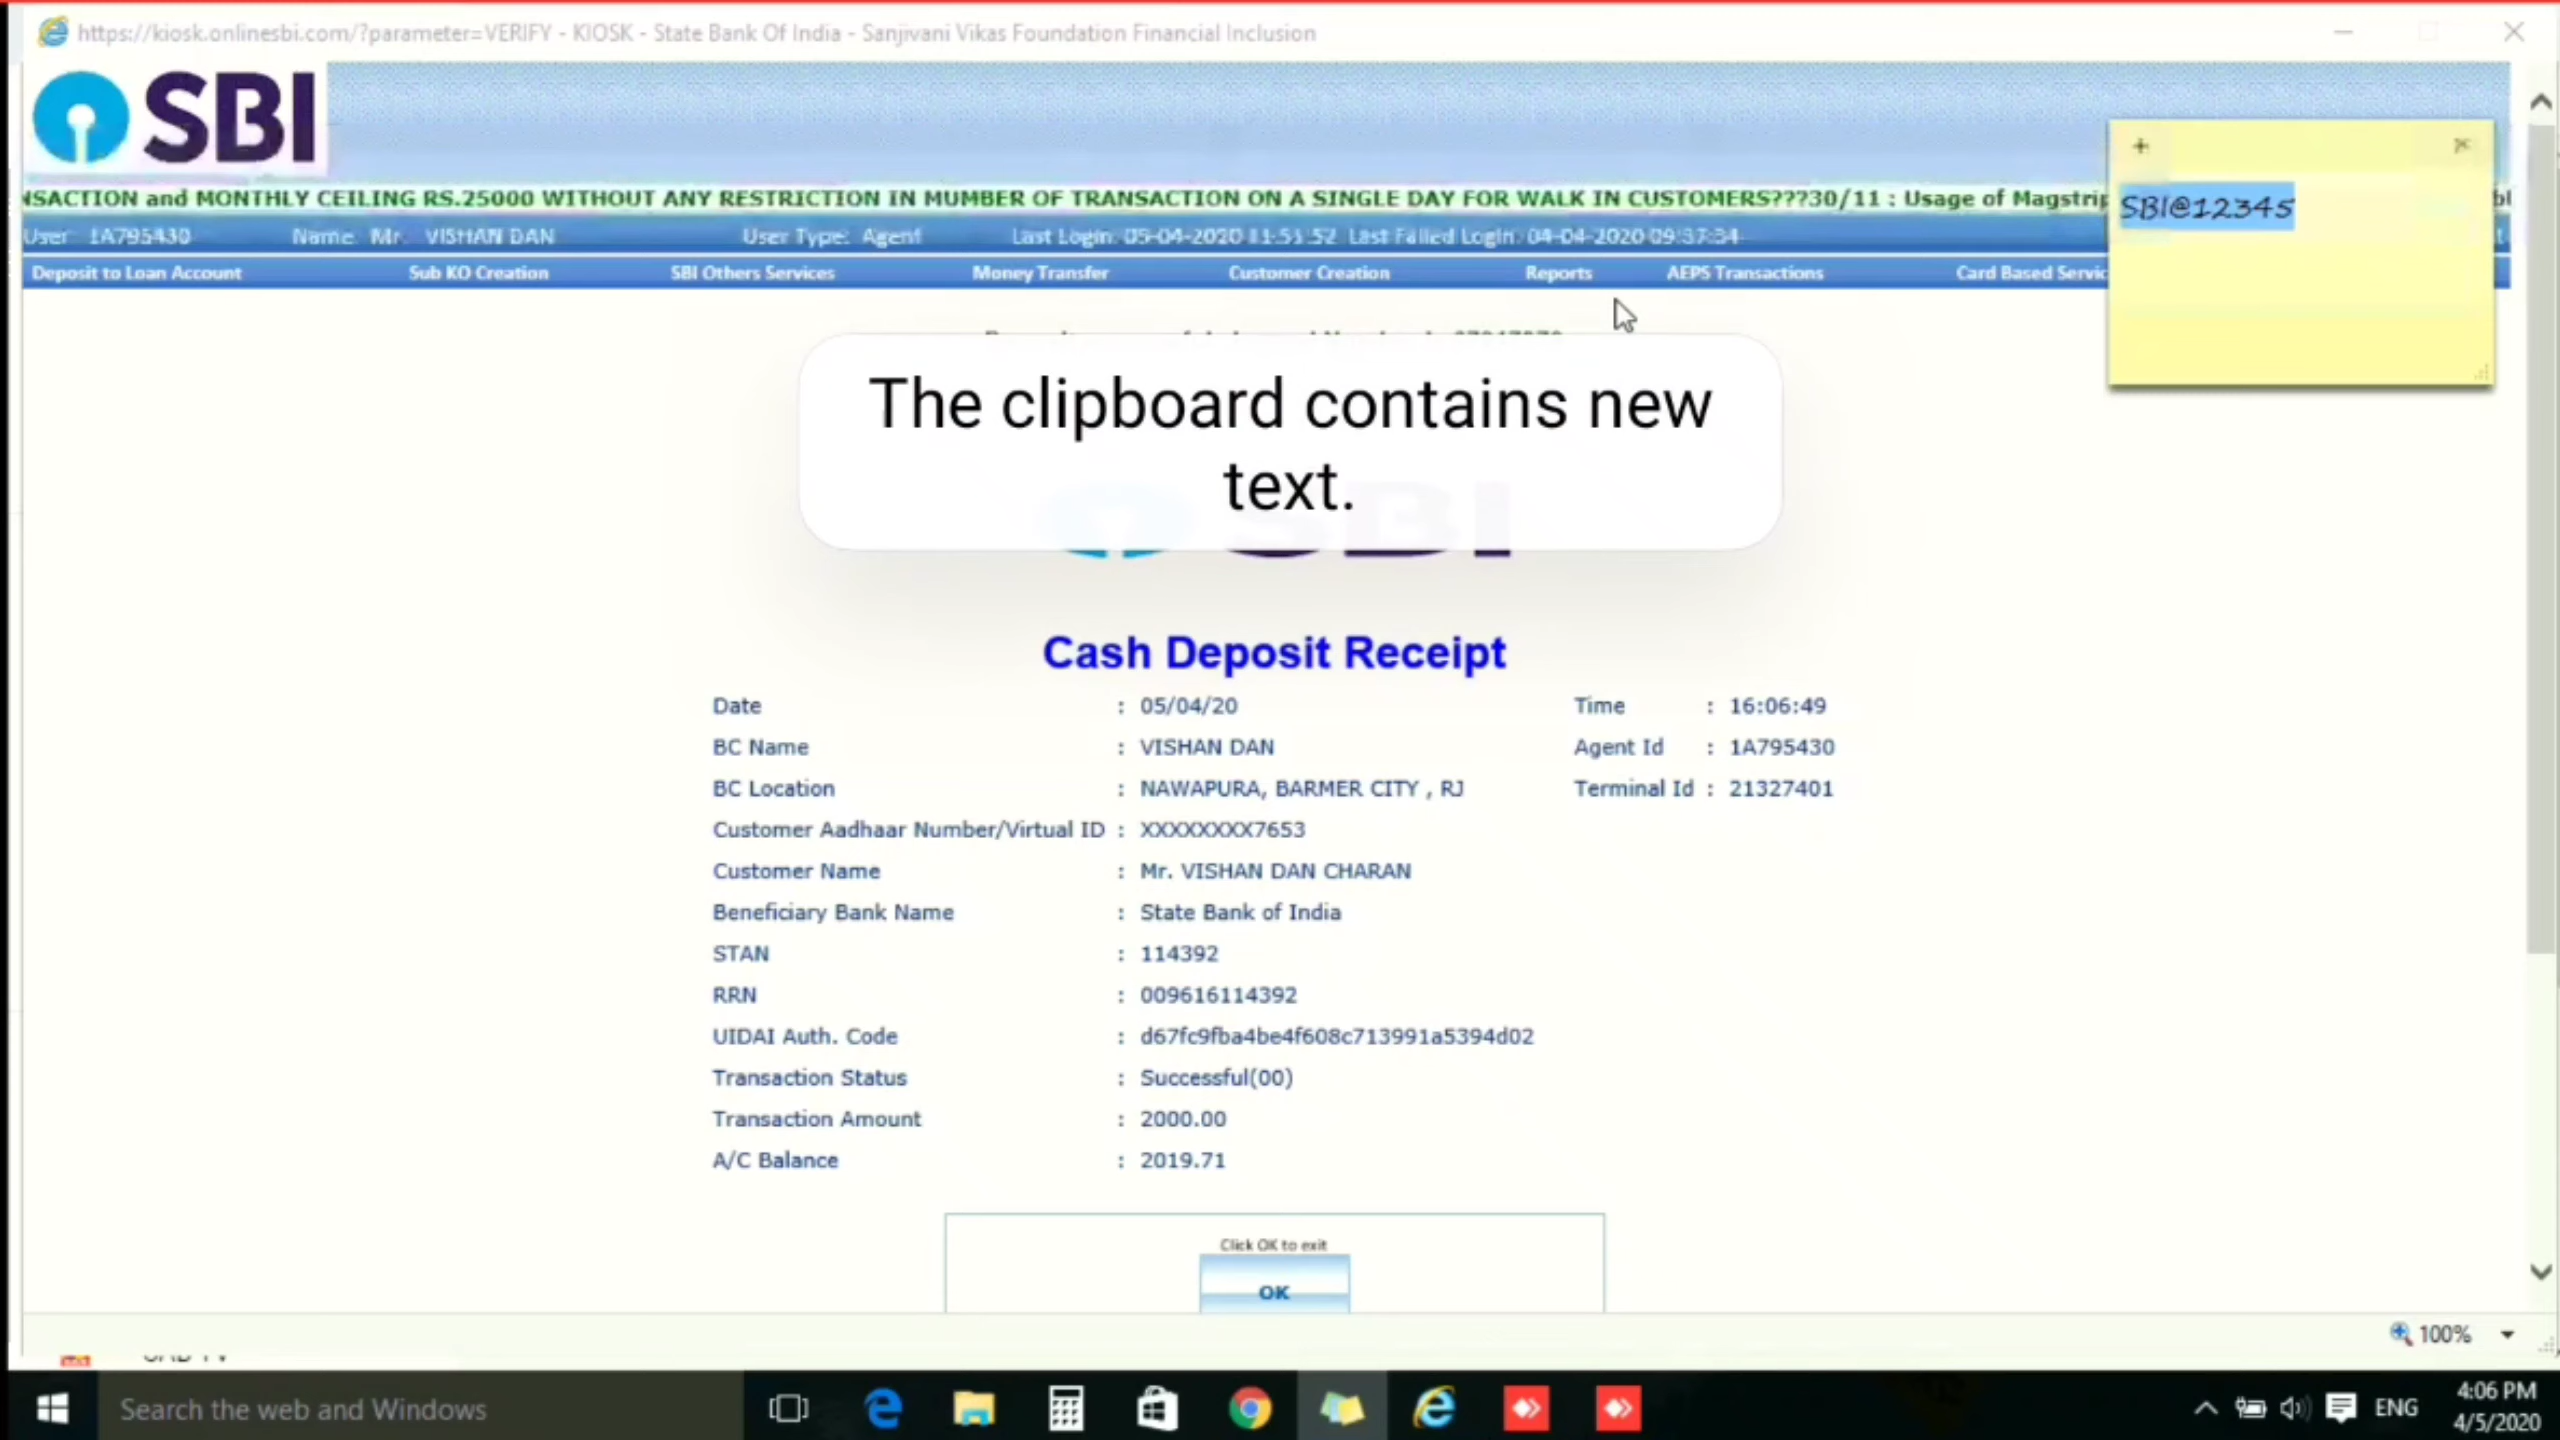 https://kiosk.onlinesbi.com/?parameter=VERIFY - KIOSK - State Bank Of India - Sanjivani Vikas Foundation Financial Inclusion
SBI
SACTION and MONTHLY CEILING RS.25000 WITHOUT ANY RESTRICTION IN MUMBER OF TRANSACTION ON A SINGLE DAY FOR WALK IN CUSTOMERS???30/11 : Usage of Magstrip
SBI@12345
User: 1A795430 Name: Mr. VISHAN DAN User Type: Agent Last Login: 05-04-2020 11:51:52 Last Failed Login: 04-04-2020 09:37:34
Deposit to Loan Account Sub KO Creation SBI Others Services Money Transfer Customer Creation Reports AEPS Transactions Card Based Servic
The clipboard contains new
text.
Cash Deposit Receipt
Date : 05/04/20 Time : 16:06:49
BC Name : VISHAN DAN Agent Id : 1A795430
BC Location : NAWAPURA, BARMER CITY , RJ Terminal Id : 21327401
Customer Aadhaar Number/Virtual ID : XXXXXXXX7653
Customer Name : Mr. VISHAN DAN CHARAN
Beneficiary Bank Name : State Bank of India
STAN : 114392
RRN : 009616114392
UIDAI Auth. Code : d67fc9fba4be4f608c713991a5394d02
Transaction Status : Successful(00)
Transaction Amount : 2000.00
A/C Balance : 2019.71
Click OK to exit
OK
100%
Search the web and Windows
ENG
4:06 PM
4/5/2020